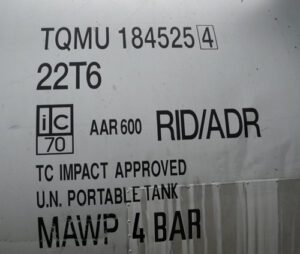 TQMU 184525 4
22T6
ic 70 AAR 600 RID/ADR
TC IMPACT APPROVED
U.N. PORTABLE TANK
MAWP 4 BAR